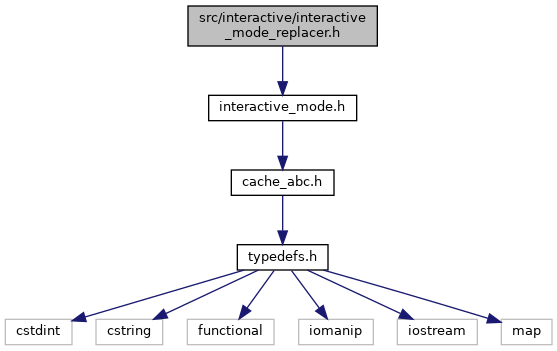 src/interactive/interactive
_mode_replacer.h
interactive_mode.h
cache_abc.h
typedefs.h
cstdint
cstring
functional
iomanip
iostream
map